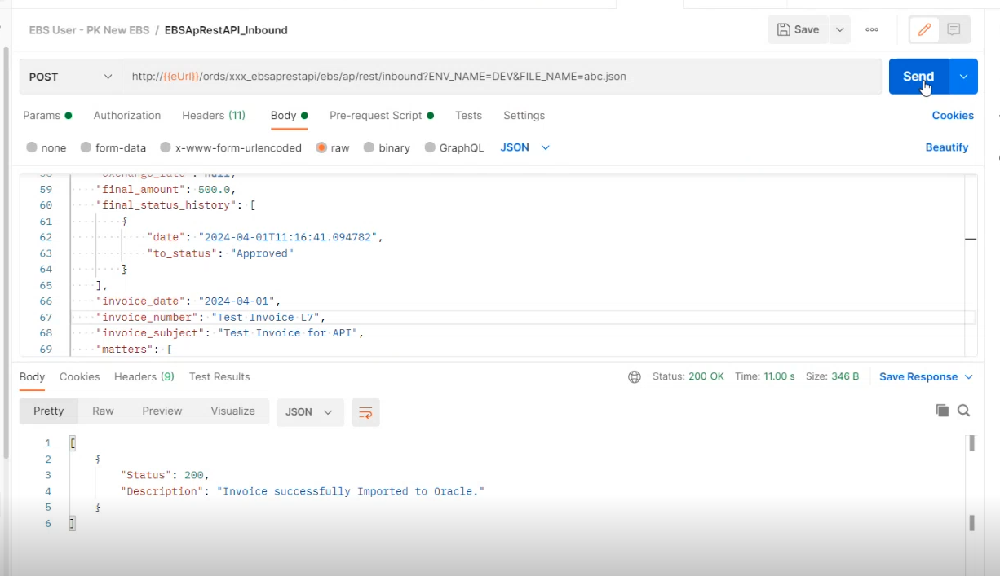 EBS User - PK New EBS / EBSApRestAPI_Inbound
Save
POST
http://{{eUrl}}/ords/xxx_ebsaprestapi/ebs/ap/rest/inbound?ENV_NAME=DEV&FILE_NAME=abc.json
Send
Params Authorization Headers (11) Body Pre-request Script Tests Settings Cookies
none form-data x-www-form-urlencoded raw binary GraphQL JSON Beautify
58 "exchange_rate": null,
59 "final_amount": 500.0,
60 "final_status_history": [
61 {
62 "date": "2024-04-01T11:16:41.094782",
63 "to_status": "Approved"
64 }
65 ],
66 "invoice_date": "2024-04-01",
67 "invoice_number": "Test Invoice L7",
68 "invoice_subject": "Test Invoice for API",
69 "matters": [
Body Cookies Headers (9) Test Results Status: 200 OK Time: 11.00 s Size: 346 B Save Response
Pretty Raw Preview Visualize JSON
1 [
2 {
3 "Status": 200,
4 "Description": "Invoice successfully Imported to Oracle."
5 }
6 ]